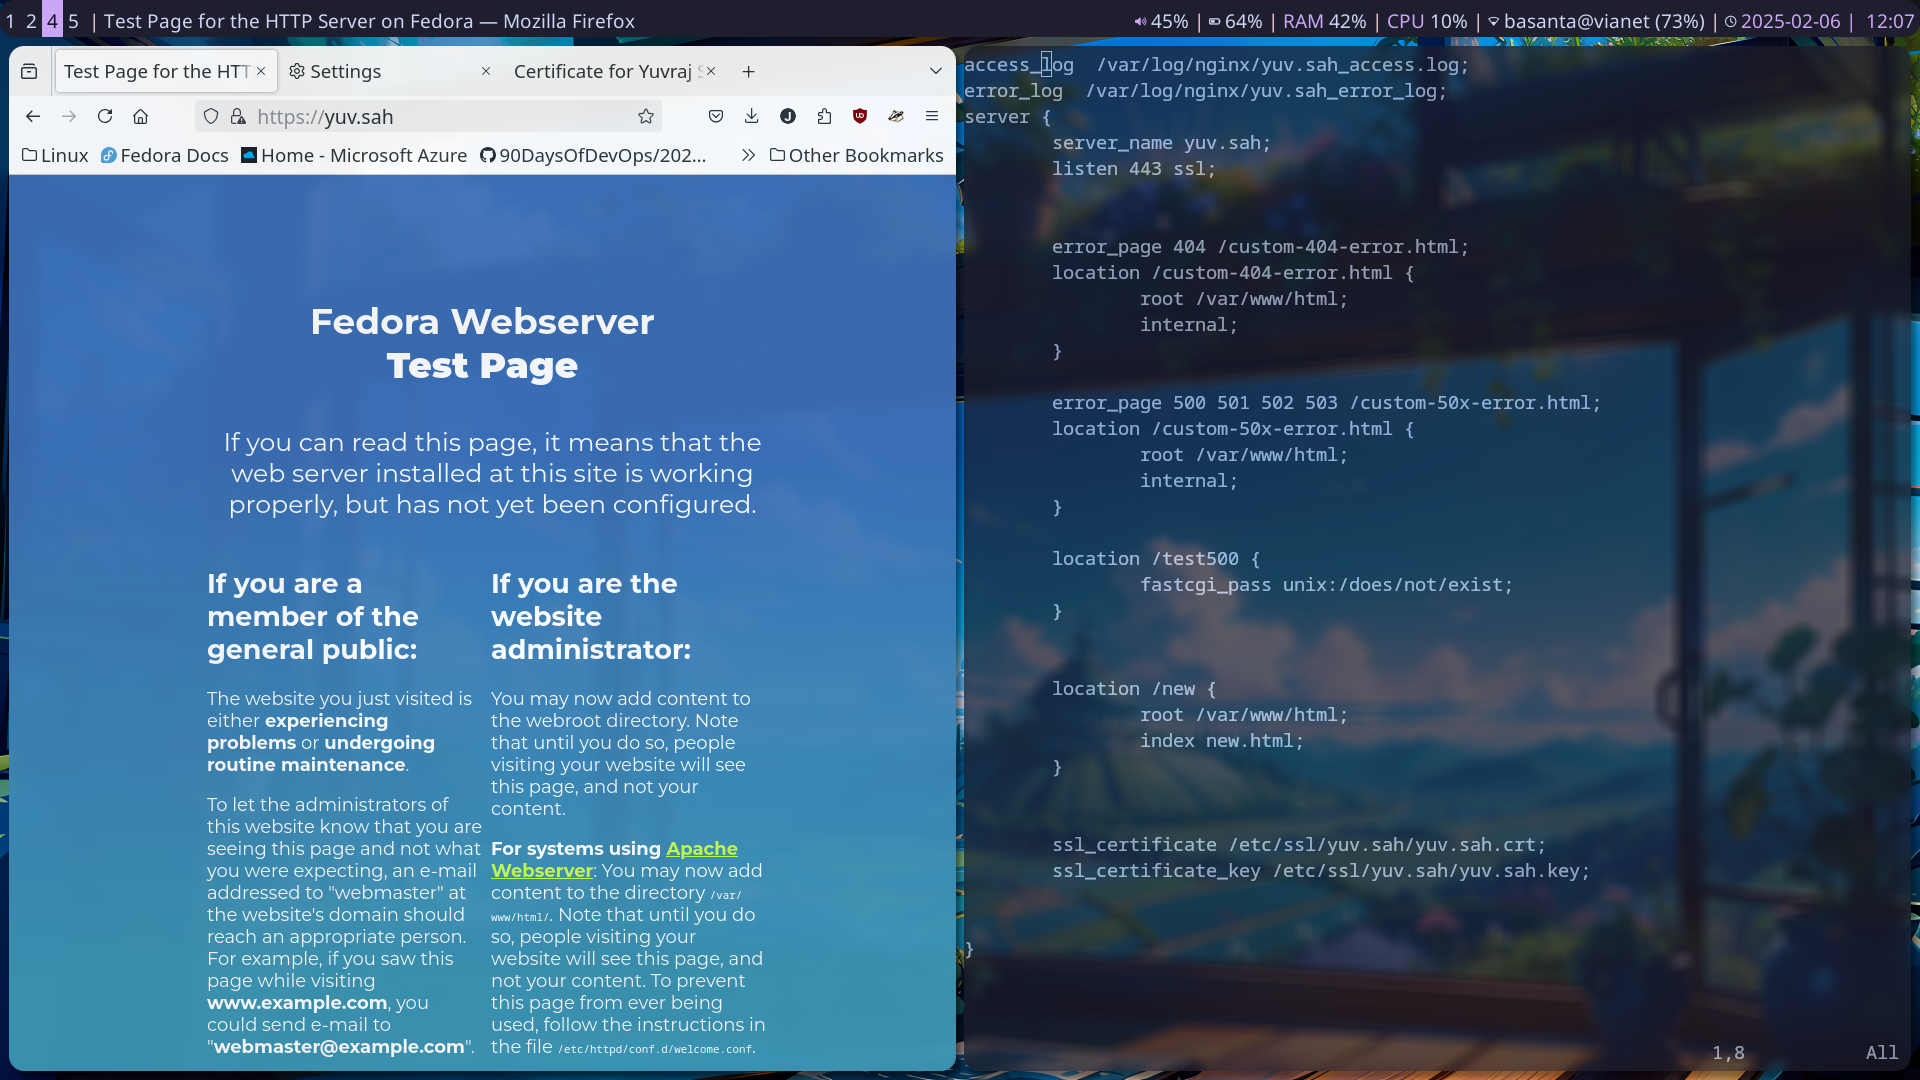 1 2 4 5 | Test Page for the HTTP Server on Fedora — Mozilla Firefox
45% | 64% | RAM 42% | CPU 10% | basanta@vianet (73%) | 2025-02-06 | 12:07
Test Page for the HTT
Settings
Certificate for Yuvraj S
https://yuv.sah
Linux
Fedora Docs
Home - Microsoft Azure
90DaysOfDevOps/202...
Other Bookmarks
Fedora Webserver
Test Page
If you can read this page, it means that the
web server installed at this site is working
properly, but has not yet been configured.
If you are a
member of the
general public:
The website you just visited is
either experiencing
problems or undergoing
routine maintenance.
To let the administrators of
this website know that you are
seeing this page and not what
you were expecting, an e-mail
addressed to "webmaster" at
the website's domain should
reach an appropriate person.
For example, if you saw this
page while visiting
www.example.com, you
could send e-mail to
"webmaster@example.com".
If you are the
website
administrator:
You may now add content to
the webroot directory. Note
that until you do so, people
visiting your website will see
this page, and not your
content.
For systems using Apache
Webserver: You may now add
content to the directory /var/
www/html/. Note that until you do
so, people visiting your
website will see this page, and
not your content. To prevent
this page from ever being
used, follow the instructions in
the file /etc/httpd/conf.d/welcome.conf.
access_log  /var/log/nginx/yuv.sah_access.log;
error_log  /var/log/nginx/yuv.sah_error_log;
server {
        server_name yuv.sah;
        listen 443 ssl;
        error_page 404 /custom-404-error.html;
        location /custom-404-error.html {
                root /var/www/html;
                internal;
        }
        error_page 500 501 502 503 /custom-50x-error.html;
        location /custom-50x-error.html {
                root /var/www/html;
                internal;
        }
        location /test500 {
                fastcgi_pass unix:/does/not/exist;
        }
        location /new {
                root /var/www/html;
                index new.html;
        }
        ssl_certificate /etc/ssl/yuv.sah/yuv.sah.crt;
        ssl_certificate_key /etc/ssl/yuv.sah/yuv.sah.key;
}
1,8 All